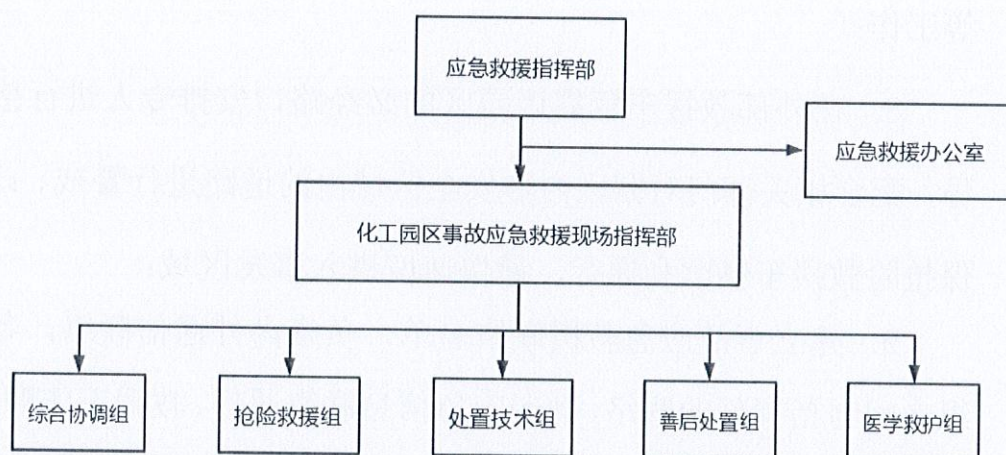 应急救援指挥部
应急救援办公室
化工园区事故应急救援现场指挥部
综合协调组
抢险救援组
处置技术组
善后处置组
医学救护组